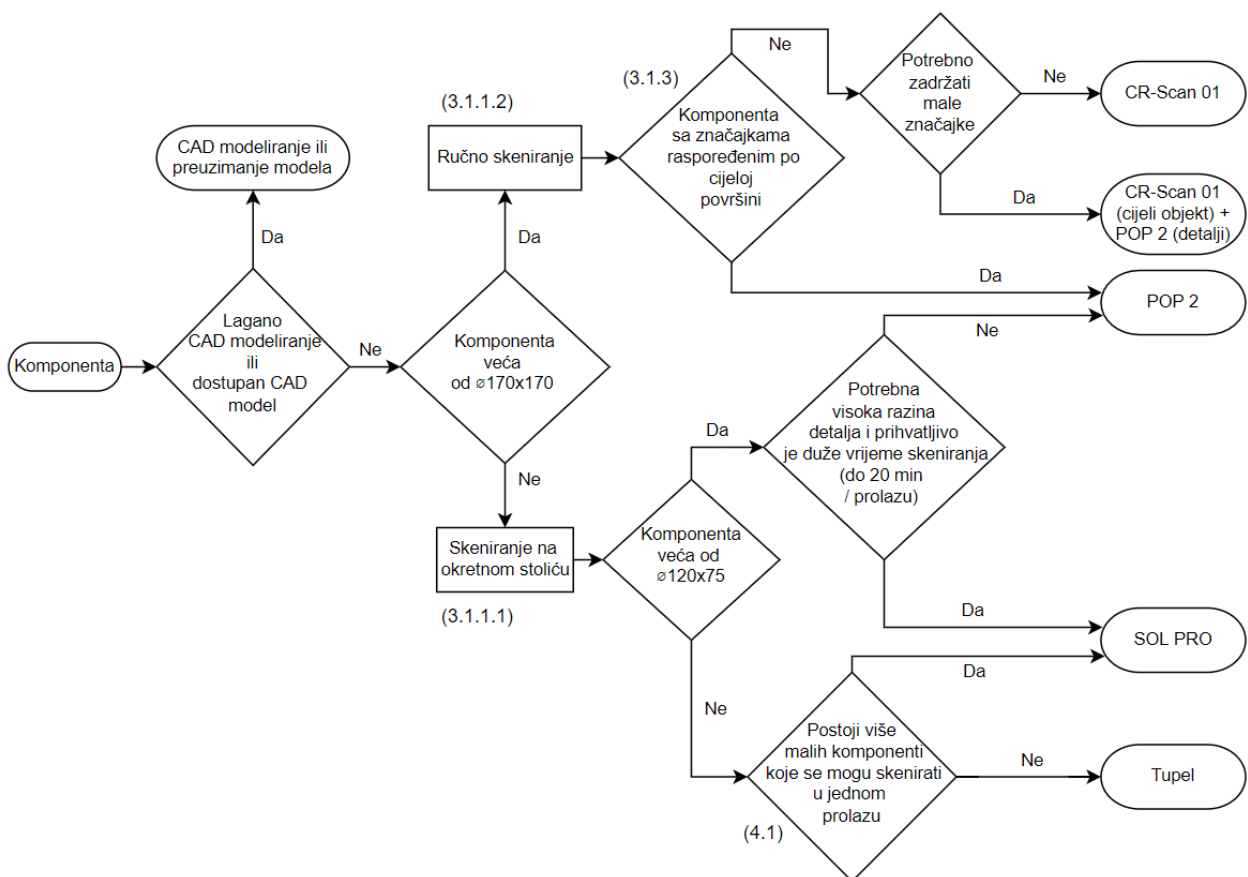 Komponenta
Lagano
CAD modeliranje
ili
dostupan CAD
model
Da
CAD modeliranje ili
preuzimanje modela
Ne
Komponenta
veća
od ⌀170x170
Da
(3.1.1.2)
Ručno skeniranje
(3.1.3)
Komponenta
sa značajkama
raspoređenim po
cijeloj
površini
Ne
Potrebno
zadržati
male
značajke
Ne
CR-Scan 01
Da
CR-Scan 01
(cijeli objekt) +
POP 2 (detalji)
Da
POP 2
Ne
Skeniranje na
okretnom stoliću
(3.1.1.1)
Komponenta
veća od
⌀120x75
Da
Potrebna
visoka razina
detalja i prihvatljivo
je duže vrijeme skeniranja
(do 20 min
/ prolazu)
Ne
Da
SOL PRO
Ne
Postoji više
malih komponenti
koje se mogu skenirati
u jednom
prolazu
(4.1)
Da
Ne
Tupel